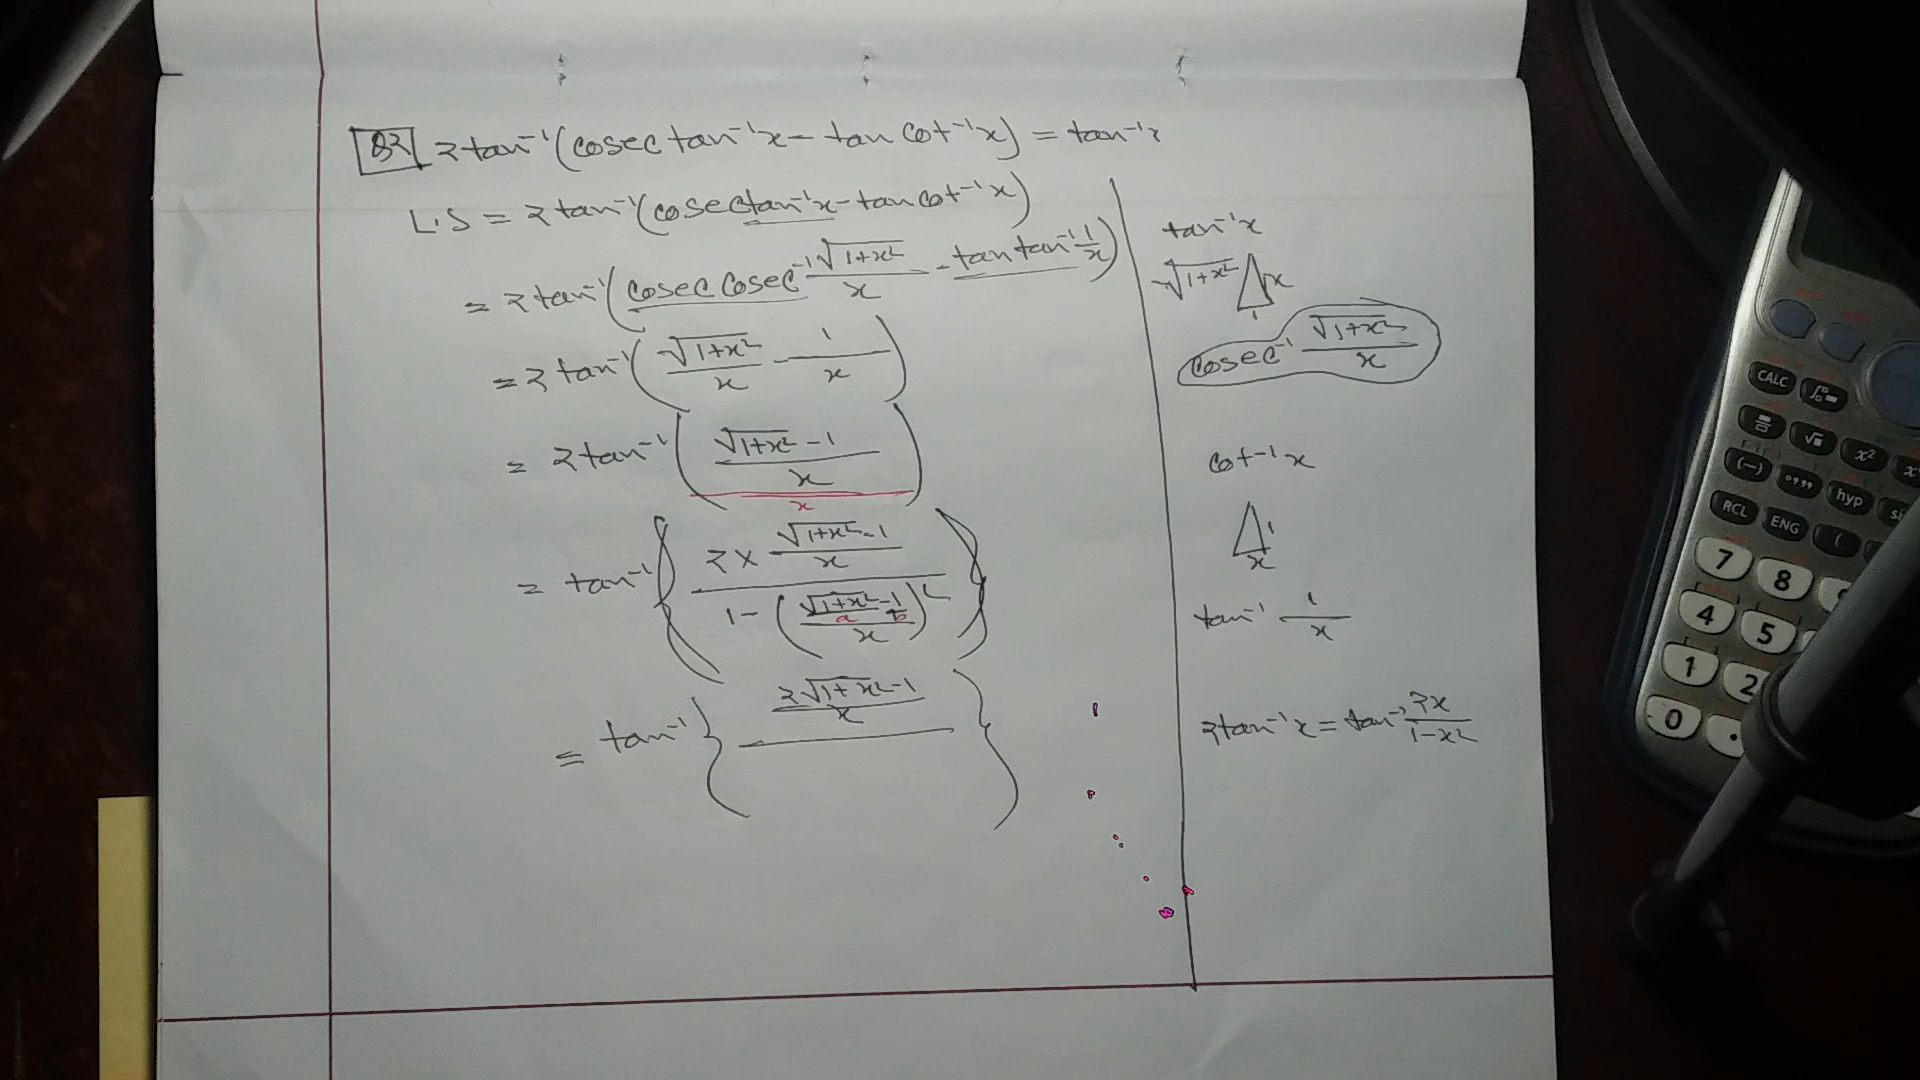 Q2 2tan⁻¹(cosec tan⁻¹x - tan cot⁻¹x) = tan⁻¹x
L.S = 2tan⁻¹(cosec tan⁻¹x - tan cot⁻¹x)
= 2tan⁻¹(cosec cosec⁻¹ √(1+x²)/x - tan tan⁻¹ 1/x)
= 2tan⁻¹(√(1+x²)/x - 1/x)
= 2tan⁻¹((√(1+x²) - 1)/x)
x
= tan⁻¹{(2 × (√(1+x²) - 1)/x)/(1 - ((√(1+x²) - 1)/x)²)}
a b
= tan⁻¹{(2√(1+x²) - 1)/x
tan⁻¹x
√(1+x²) x
1
cosec⁻¹ √(1+x²)/x
cot⁻¹x
1
x
tan⁻¹ 1/x
2tan⁻¹x = tan⁻¹ 2x/(1-x²)
CALC
x²
(−) °,,, hyp
RCL ENG (
7 8
4 5
1 2
0 .